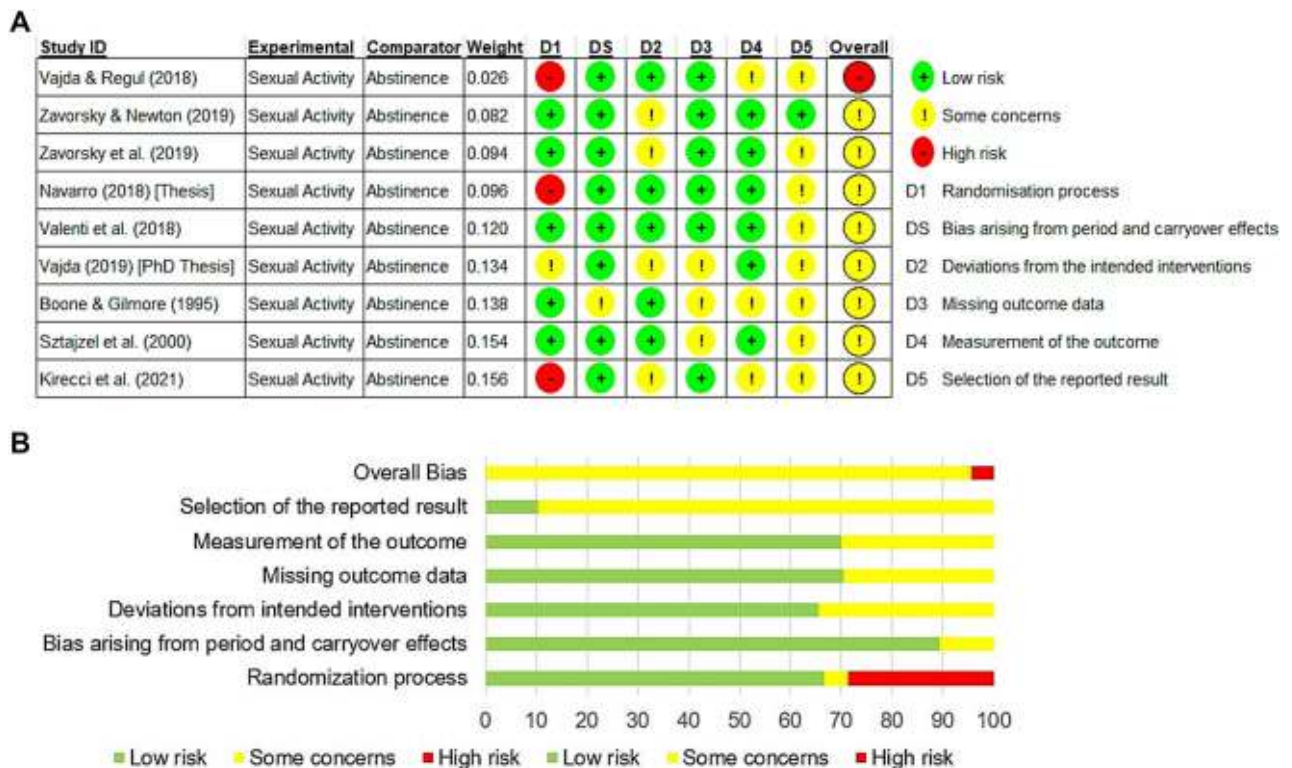 A
Study ID Experimental Comparator Weight D1 DS D2 D3 D4 D5 Overall
Vajda & Regul (2018) Sexual Activity Abstinence 0.026 - + + + ! ! -
Zavorsky & Newton (2019) Sexual Activity Abstinence 0.082 + + ! + + + !
Zavorsky et al. (2019) Sexual Activity Abstinence 0.094 + + ! + + ! !
Navarro (2018) [Thesis] Sexual Activity Abstinence 0.096 - + + + + ! !
Valenti et al. (2018) Sexual Activity Abstinence 0.120 + + + + + ! !
Vajda (2019) [PhD Thesis] Sexual Activity Abstinence 0.134 ! + ! ! + ! !
Boone & Gilmore (1995) Sexual Activity Abstinence 0.138 + ! + ! ! ! !
Sztajzel et al. (2000) Sexual Activity Abstinence 0.154 + + + ! + ! !
Kirecci et al. (2021) Sexual Activity Abstinence 0.156 - + ! + ! ! !
+ Low risk
! Some concerns
- High risk
D1 Randomisation process
DS Bias arising from period and carryover effects
D2 Deviations from the intended interventions
D3 Missing outcome data
D4 Measurement of the outcome
D5 Selection of the reported result
B
Overall Bias
Selection of the reported result
Measurement of the outcome
Missing outcome data
Deviations from intended interventions
Bias arising from period and carryover effects
Randomization process
0 10 20 30 40 50 60 70 80 90 100
Low risk Some concerns High risk Low risk Some concerns High risk